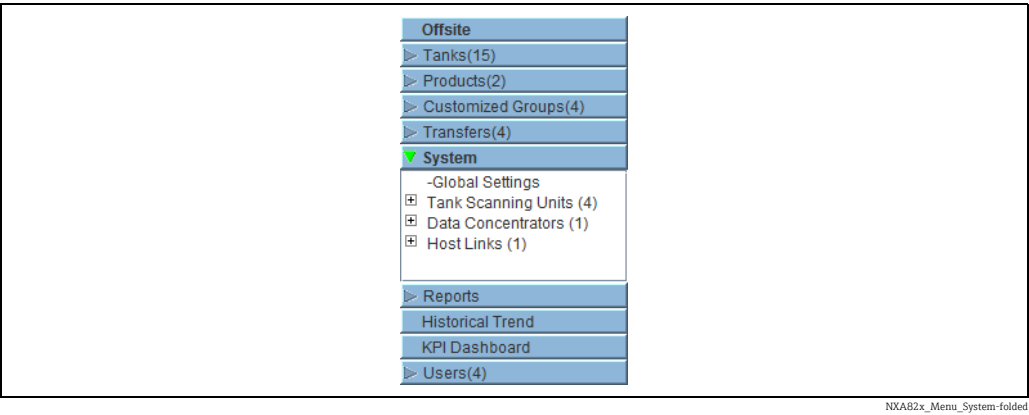 Offsite
Tanks(15)
Products(2)
Customized Groups(4)
Transfers(4)
System
-Global Settings
Tank Scanning Units (4)
Data Concentrators (1)
Host Links (1)
Reports
Historical Trend
KPI Dashboard
Users(4)
NXA82x_Menu_System-folded